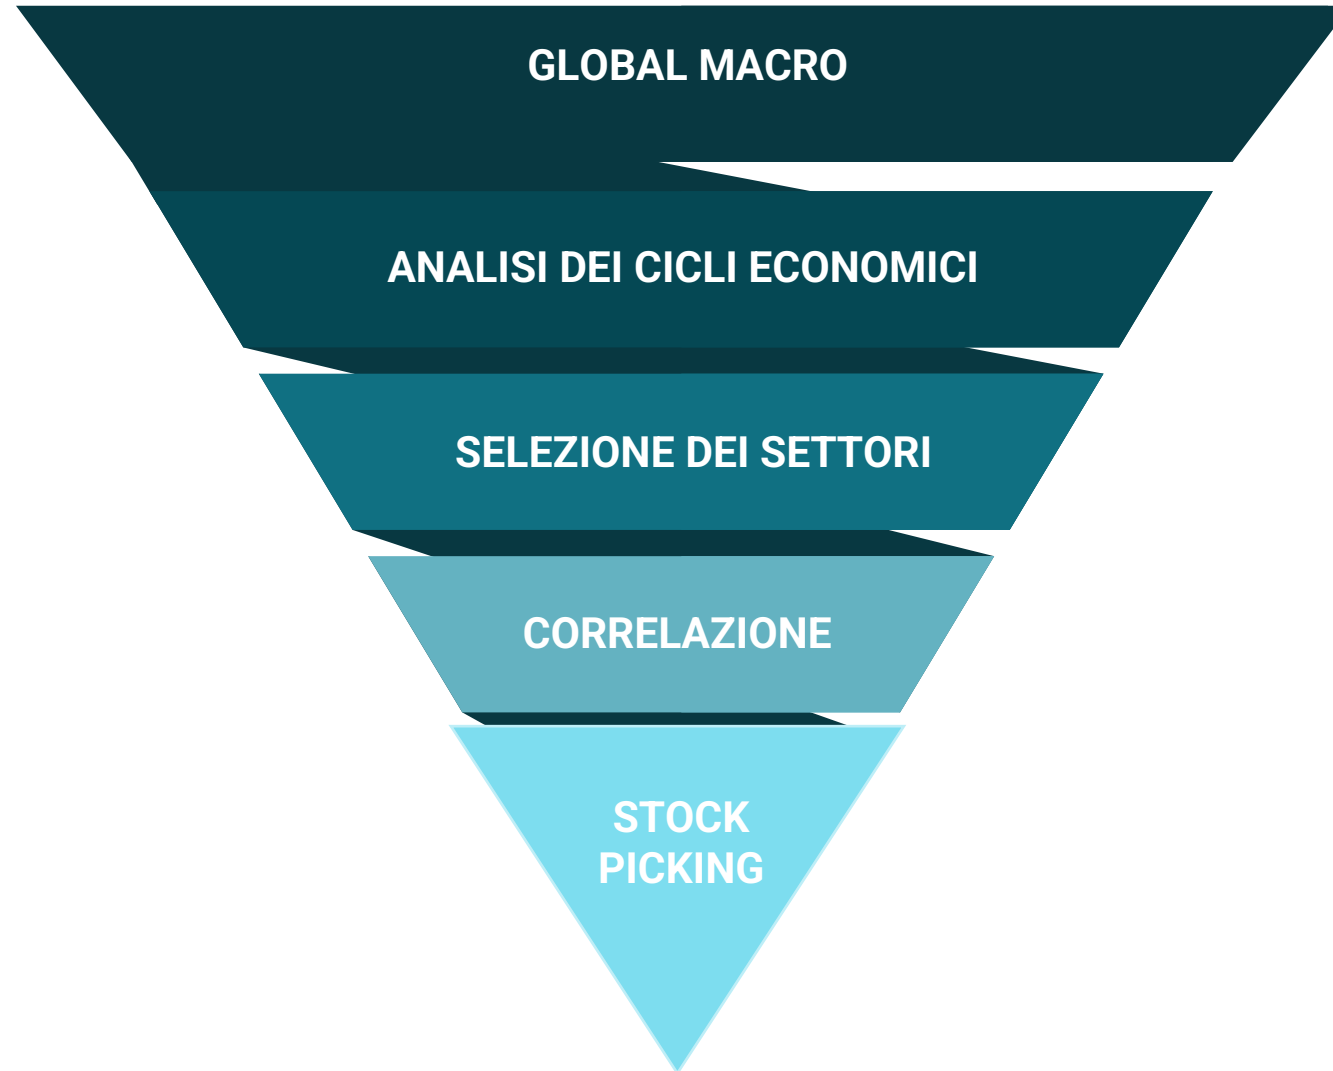 GLOBAL MACRO
ANALISI DEI CICLI ECONOMICI
SELEZIONE DEI SETTORI
CORRELAZIONE
STOCK
PICKING